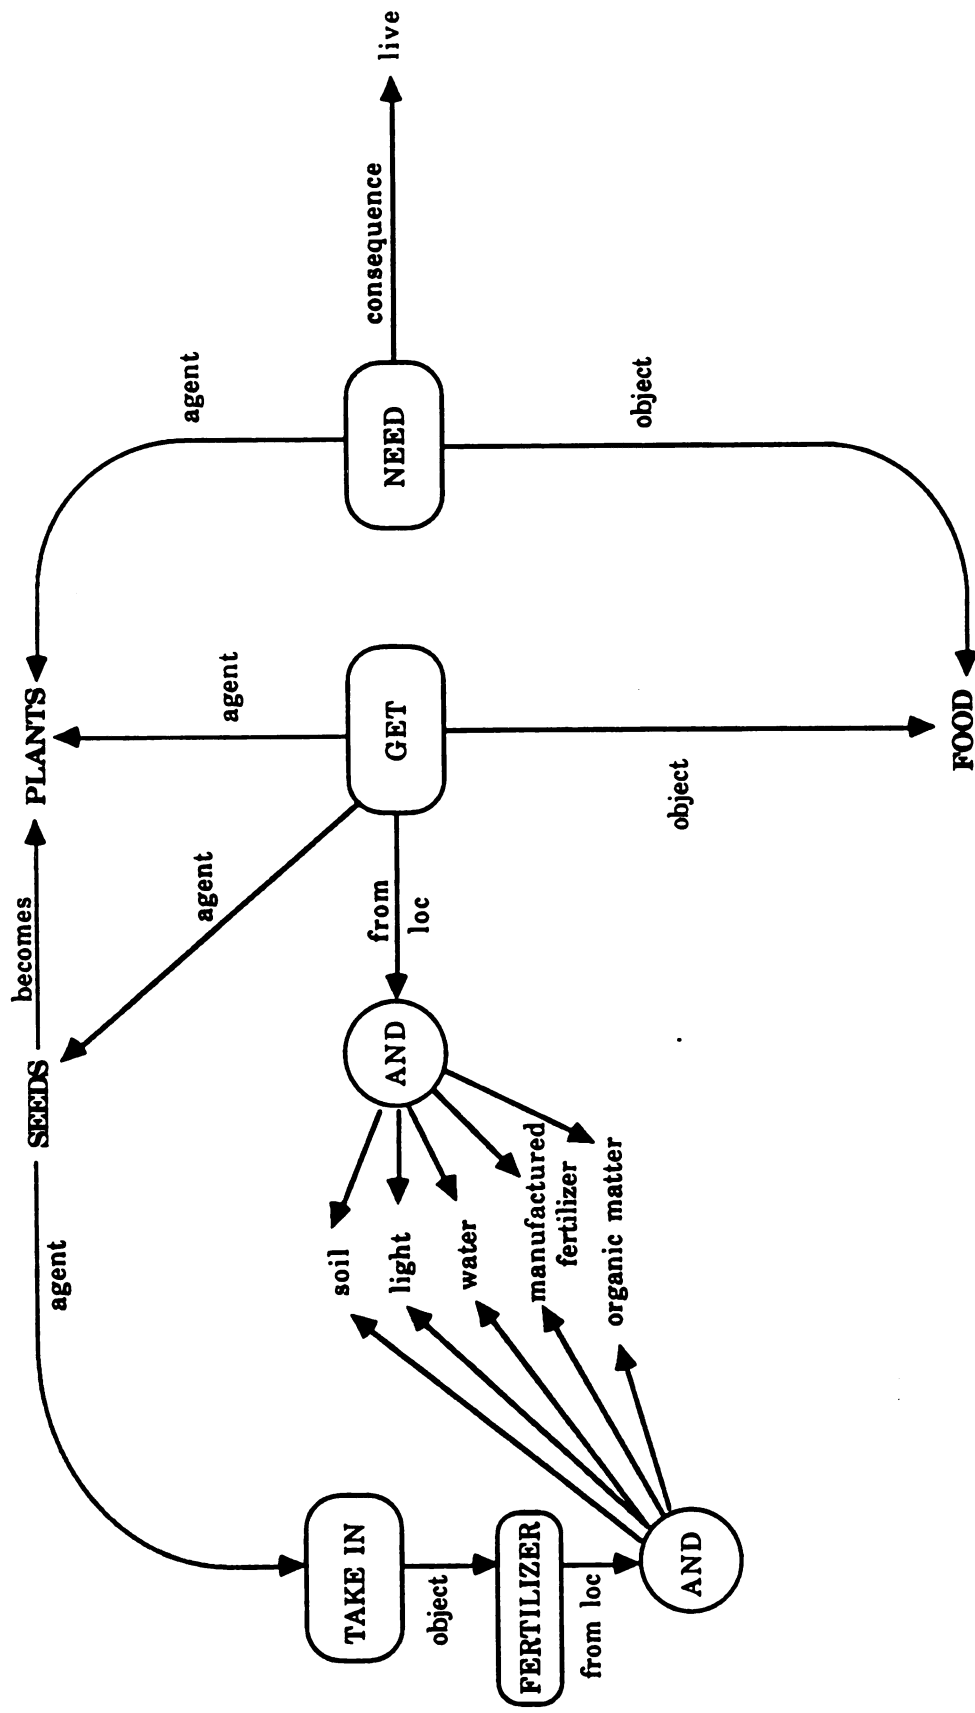 agent
SEEDS
becomes
PLANTS
agent
agent
agent
TAKE IN
object
FERTILIZER
from loc
AND
soil
light
water
manufactured
fertilizer
organic matter
AND
from
loc
GET
object
NEED
consequence
live
object
FOOD